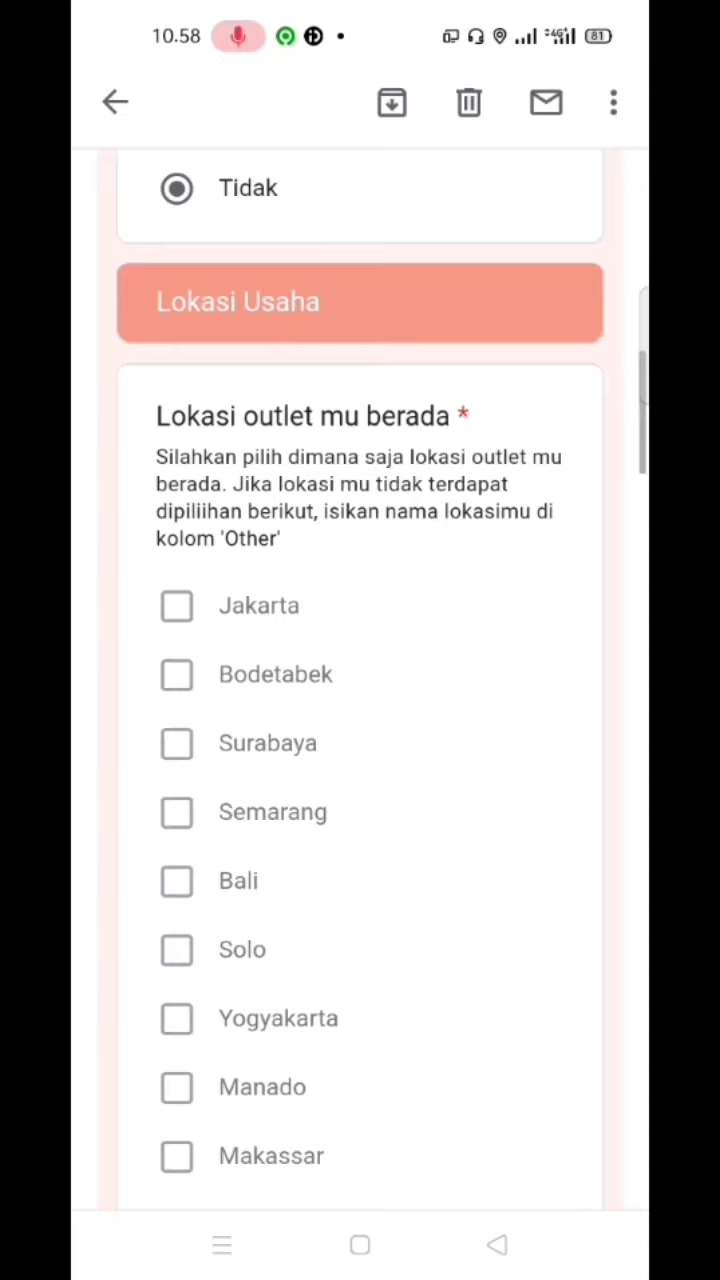 10.58
4G+
81
Tidak
Lokasi Usaha
Lokasi outlet mu berada *
Silahkan pilih dimana saja lokasi outlet mu
berada. Jika lokasi mu tidak terdapat
dipiliihan berikut, isikan nama lokasimu di
kolom 'Other'
Jakarta
Bodetabek
Surabaya
Semarang
Bali
Solo
Yogyakarta
Manado
Makassar